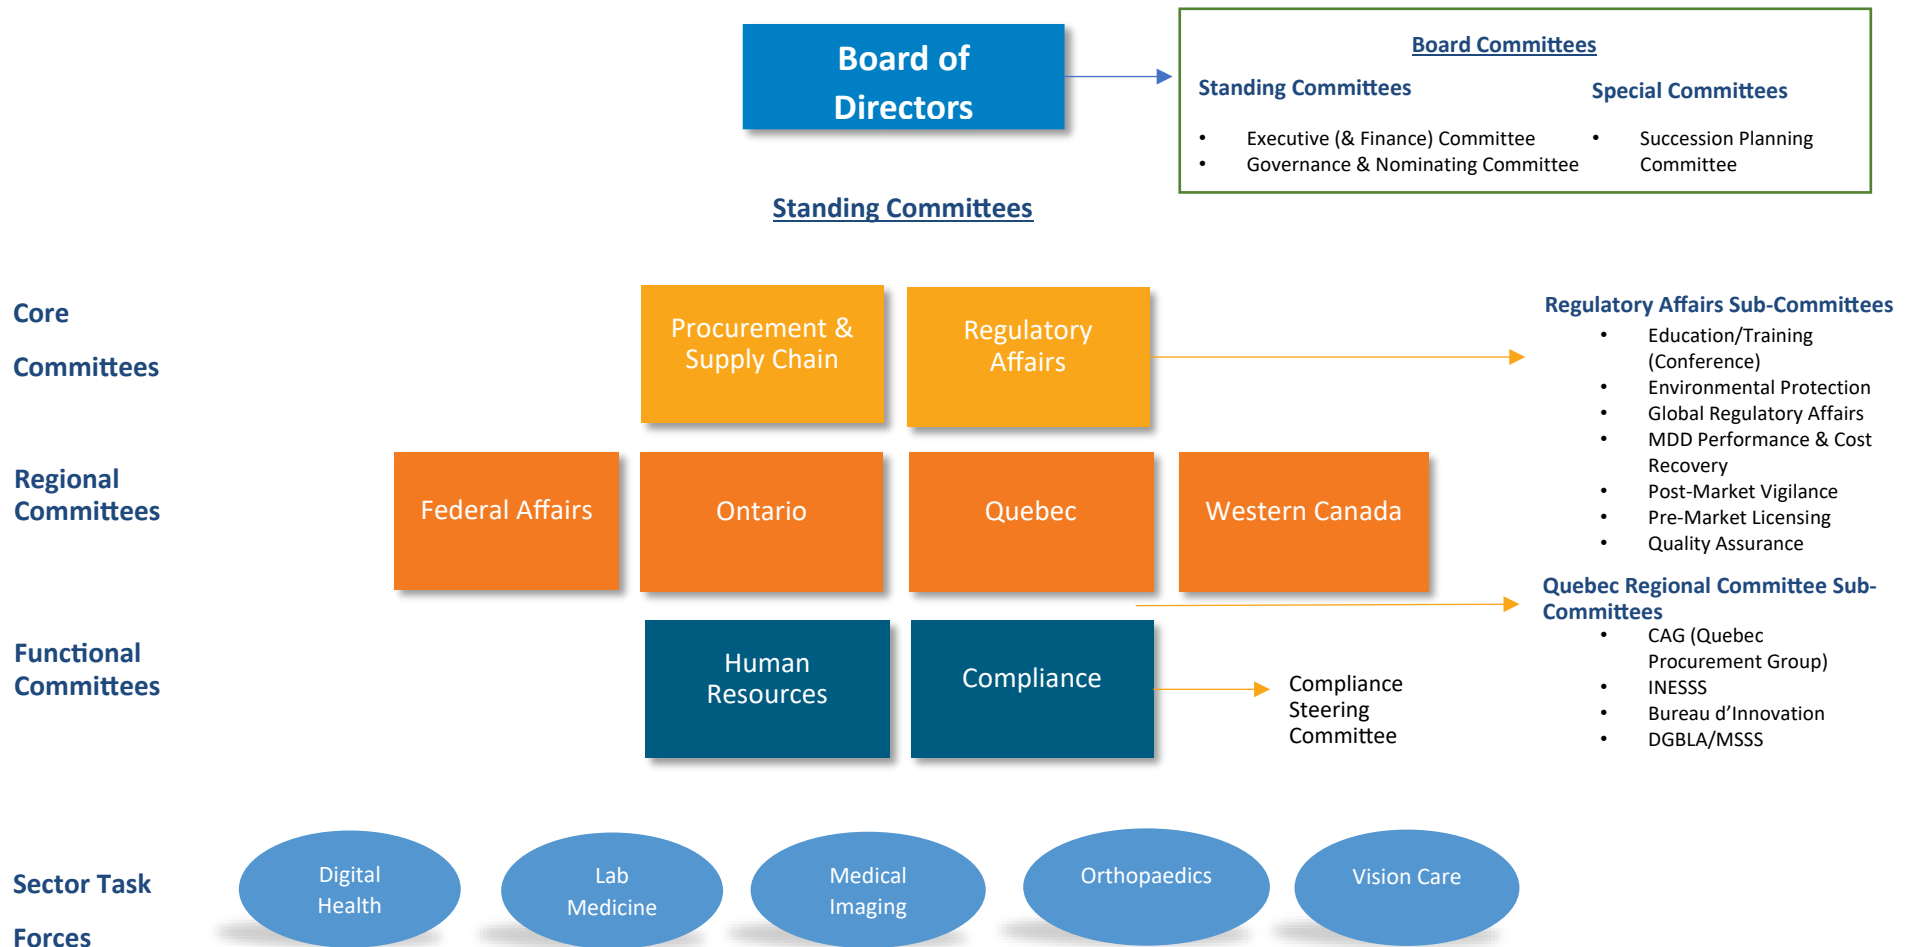 Board of
Directors
Board Committees
Standing Committees
Special Committees
• Executive (& Finance) Committee
• Governance & Nominating Committee
• Succession Planning
Committee
Standing Committees
Core
Committees
Procurement &
Supply Chain
Regulatory
Affairs
Regulatory Affairs Sub-Committees
• Education/Training
(Conference)
• Environmental Protection
• Global Regulatory Affairs
• MDD Performance & Cost
Recovery
• Post-Market Vigilance
• Pre-Market Licensing
• Quality Assurance
Regional
Committees
Federal Affairs
Ontario
Quebec
Western Canada
Quebec Regional Committee Sub-
Committees
• CAG (Quebec
Procurement Group)
• INESSS
• Bureau d’Innovation
• DGBLA/MSSS
Functional
Committees
Human
Resources
Compliance
Compliance
Steering
Committee
Sector Task
Forces
Digital
Health
Lab
Medicine
Medical
Imaging
Orthopaedics
Vision Care